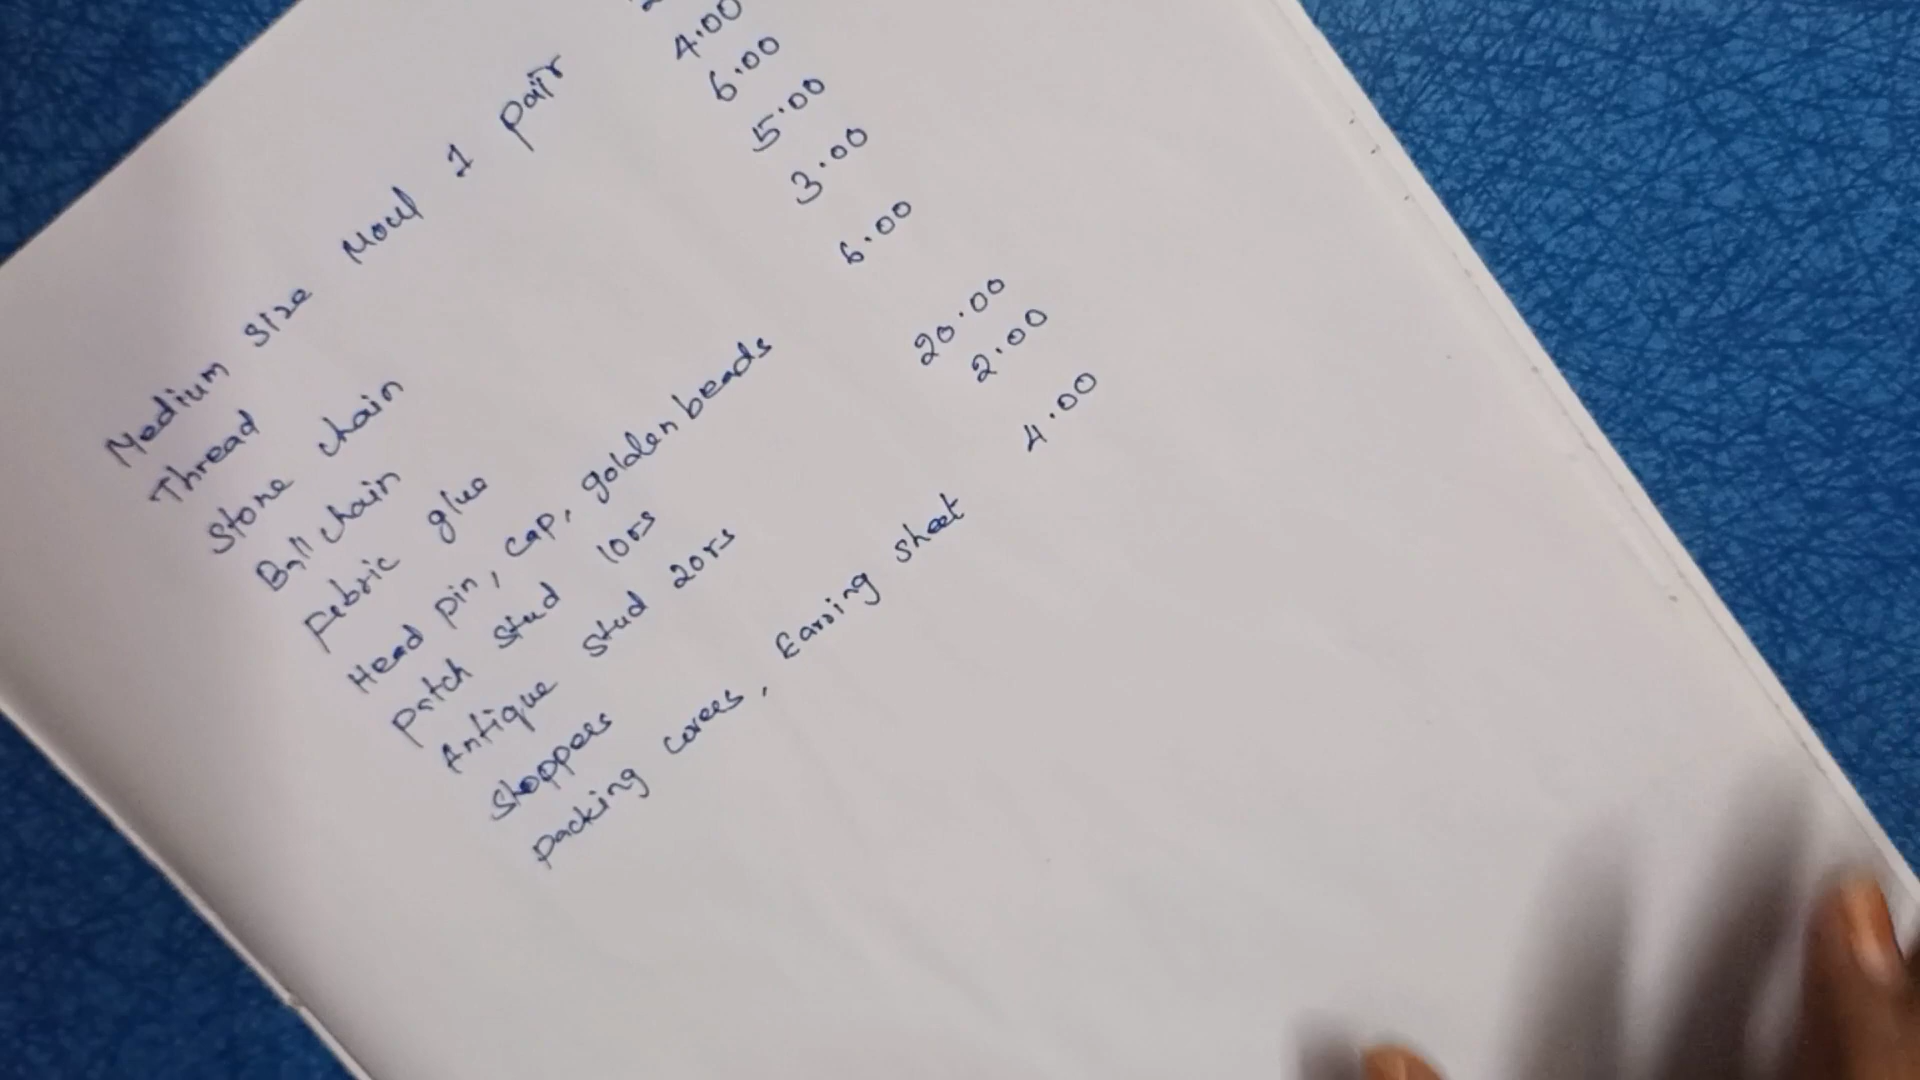 Medium Size Moul 1 pair
Thread 4.00
Stone chain 6.00
Ball chain 5.00
Febric glue 3.00
Head pin, cap, golden beads 6.00
Patch stud 10rs
Antique stud 20rs 20.00
Stoppers 2.00
packing covers, Earring sheet 4.00